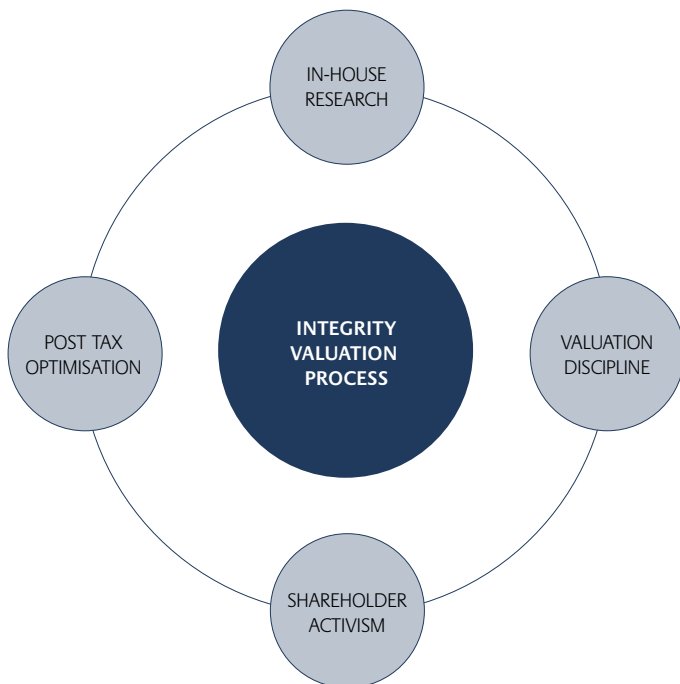 IN-HOUSE
RESEARCH
INTEGRITY
VALUATION
PROCESS
POST TAX
OPTIMISATION
VALUATION
DISCIPLINE
SHAREHOLDER
ACTIVISM